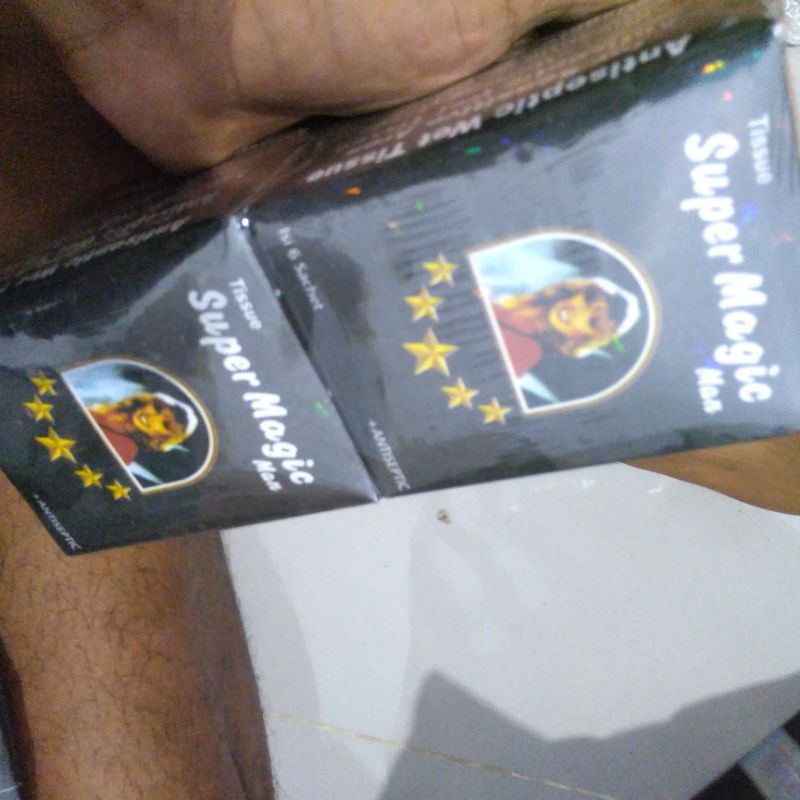 Antiseptic Wet Tissue
Tissue
Super Magic
Man
Isi 6 Sachet
+ANTISEPTIC
Tissue
Super Magic
Man
+ANTISEPTIC